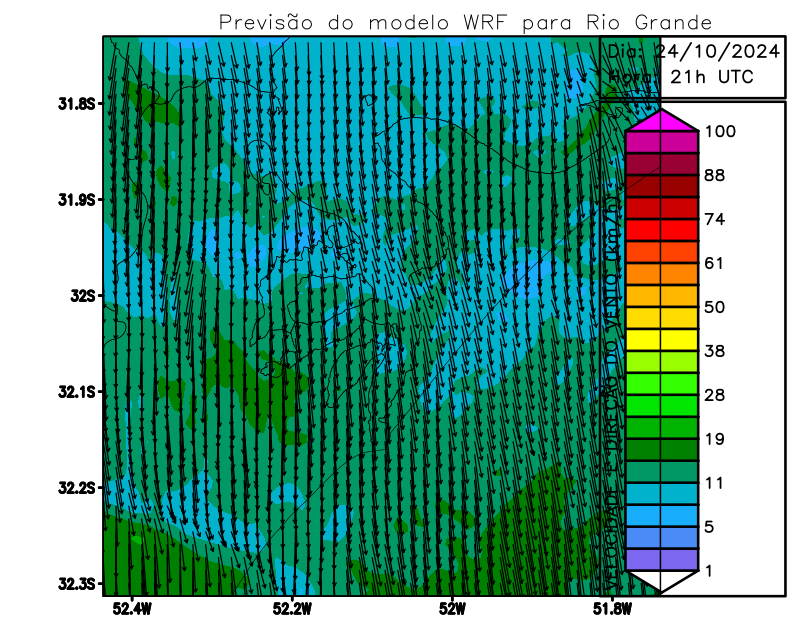 Previsão do modelo WRF para Rio Grande
Dia: 24/10/2024
Hora: 21h UTC
31.8S
31.9S
32S
32.1S
32.2S
32.3S
52.4W
52.2W
52W
51.8W
100
88
74
61
50
38
28
19
11
5
1
VELOCIDADE E DIREÇÃO DO VENTO (Km/h)